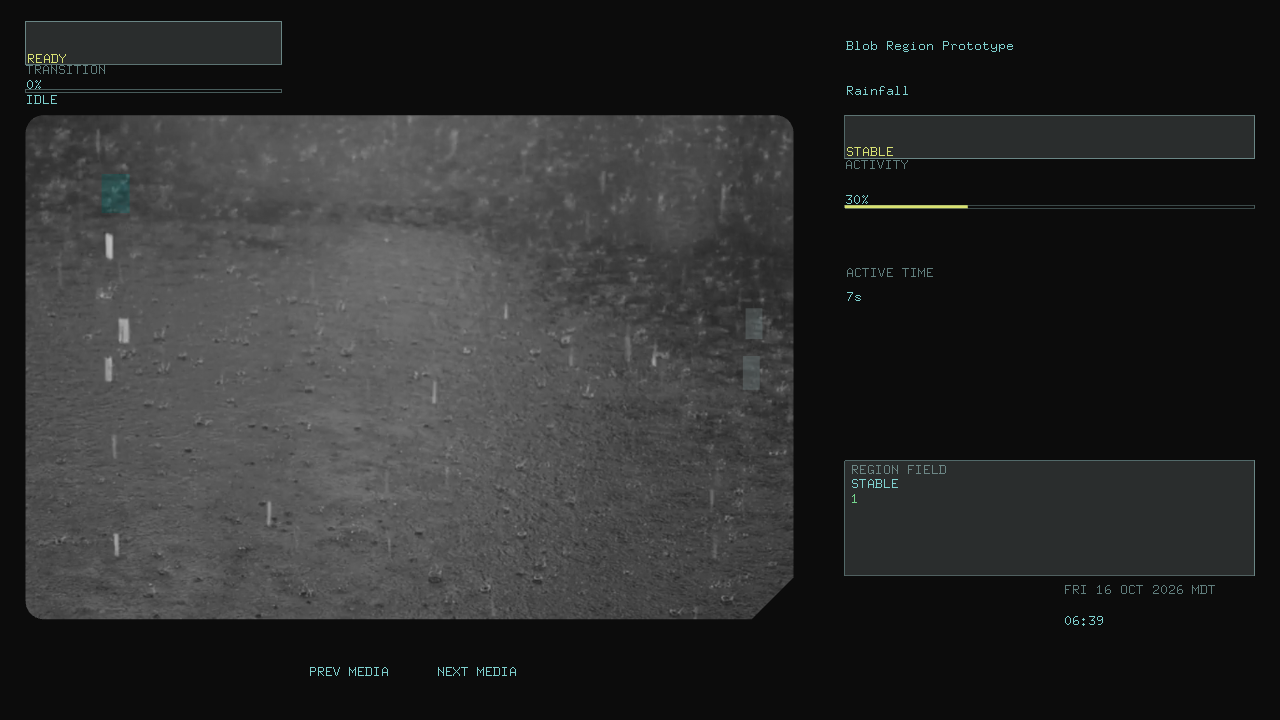 READY
TRANSITION
0%
IDLE
Blob Region Prototype
Rainfall
STABLE
ACTIVITY
30%
ACTIVE TIME
7s
REGION FIELD
STABLE
1
FRI 16 OCT 2026 MDT
06:39
PREV MEDIA NEXT MEDIA